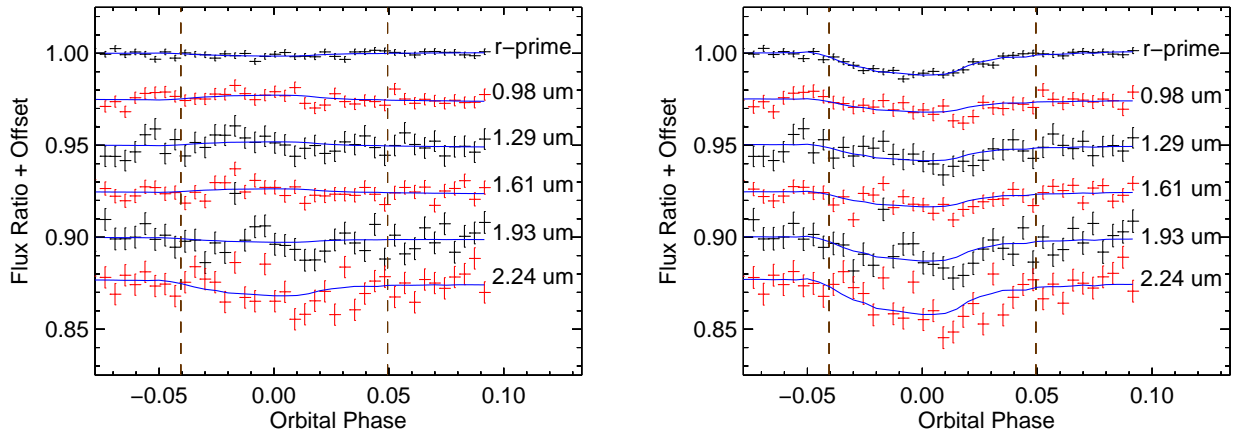 1.00
0.95
0.90
0.85
Flux Ratio + Offset
r-prime
0.98 um
1.29 um
1.61 um
1.93 um
2.24 um
−0.05
0.00
0.05
0.10
Orbital Phase
1.00
0.95
0.90
0.85
Flux Ratio + Offset
r-prime
0.98 um
1.29 um
1.61 um
1.93 um
2.24 um
−0.05
0.00
0.05
0.10
Orbital Phase